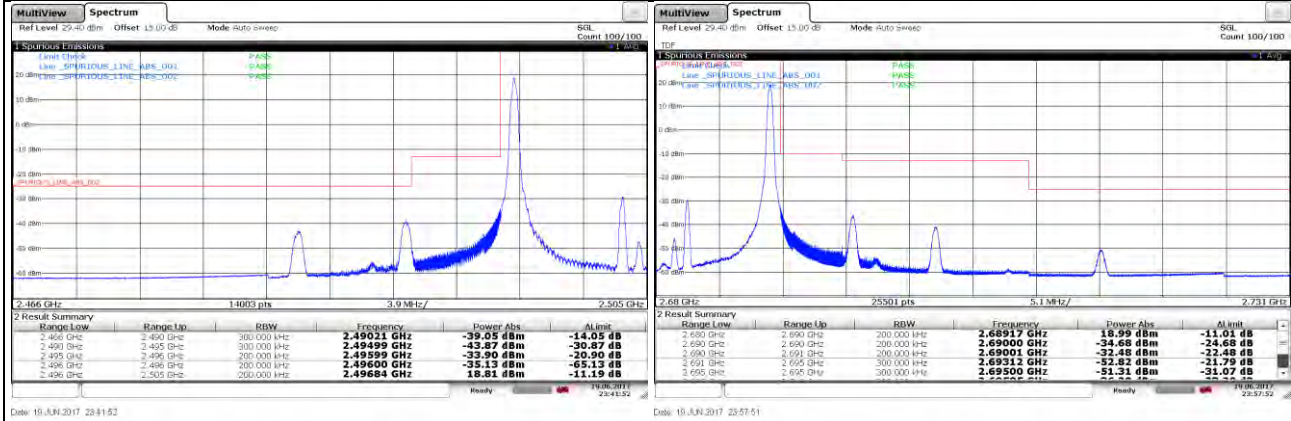 MultiView Spectrum
Ref Level 29.40 dBm Offset 15.00 dB Mode Auto Sweep
SGL
Count 100/100
1 Spurious Emissions
1 Avg
Limit Check PASS
Line _SPURIOUS_LINE_ABS_001 PASS
Line _SPURIOUS_LINE_ABS_002 PASS
20 dBm
10 dBm
0 dBm
-10 dBm
_SPURIOUS_LINE_ABS_002
-20 dBm
-30 dBm
-40 dBm
-50 dBm
-60 dBm
2.466 GHz 14003 pts 3.9 MHz/ 2.505 GHz
2 Result Summary
Range Low Range Up RBW Frequency Power Abs ΔLimit
2.466 GHz 2.490 GHz 300.000 kHz 2.49021 GHz -39.05 dBm -14.05 dB
2.490 GHz 2.495 GHz 300.000 kHz 2.49499 GHz -43.87 dBm -30.87 dB
2.495 GHz 2.496 GHz 200.000 kHz 2.49599 GHz -33.90 dBm -20.90 dB
2.496 GHz 2.496 GHz 200.000 kHz 2.49600 GHz -35.13 dBm -65.13 dB
2.496 GHz 2.505 GHz 200.000 kHz 2.49684 GHz 18.81 dBm -11.19 dB
Ready 19.06.2017
23:41:52
Date: 19.JUN.2017 23:41:52
MultiView Spectrum
Ref Level 29.40 dBm Offset 15.00 dB Mode Auto Sweep
SGL
Count 100/100
TDF
1 Spurious Emissions
1 Avg
PASS
Line _SPURIOUS_LINE_ABS_001 PASS
Line _SPURIOUS_LINE_ABS_002 PASS
20 dBm
10 dBm
0 dBm
-10 dBm
-20 dBm
-30 dBm
-40 dBm
-50 dBm
-60 dBm
2.68 GHz 25501 pts 5.1 MHz/ 2.731 GHz
2 Result Summary
Range Low Range Up RBW Frequency Power Abs ΔLimit
2.680 GHz 2.690 GHz 200.000 kHz 2.68917 GHz 18.99 dBm -11.01 dB
2.690 GHz 2.690 GHz 200.000 kHz 2.69000 GHz -34.68 dBm -24.68 dB
2.690 GHz 2.691 GHz 200.000 kHz 2.69001 GHz -32.48 dBm -22.48 dB
2.691 GHz 2.695 GHz 300.000 kHz 2.69312 GHz -52.82 dBm -21.79 dB
2.695 GHz 2.695 GHz 300.000 kHz 2.69500 GHz -51.31 dBm -31.07 dB
Ready 19.06.2017
23:57:52
Date: 19.JUN.2017 23:57:51